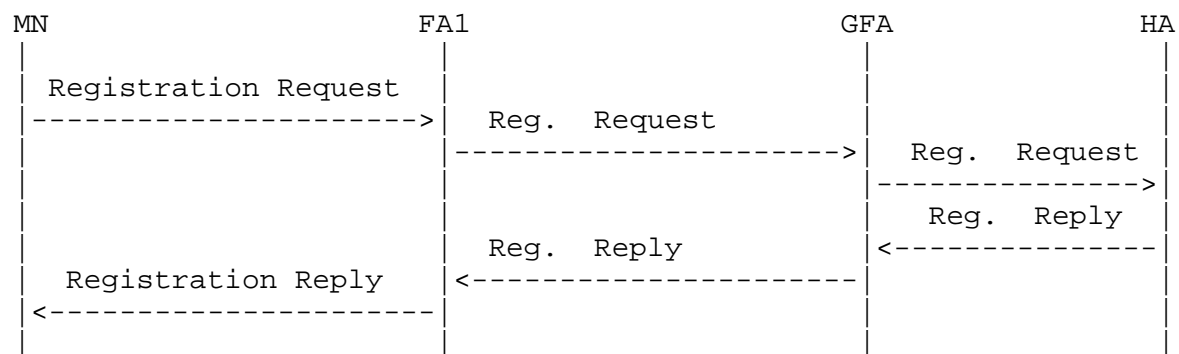 MN FA1 GFA HA
Registration Request
Reg. Request
Reg. Request
Reg. Reply
Reg. Reply
Registration Reply